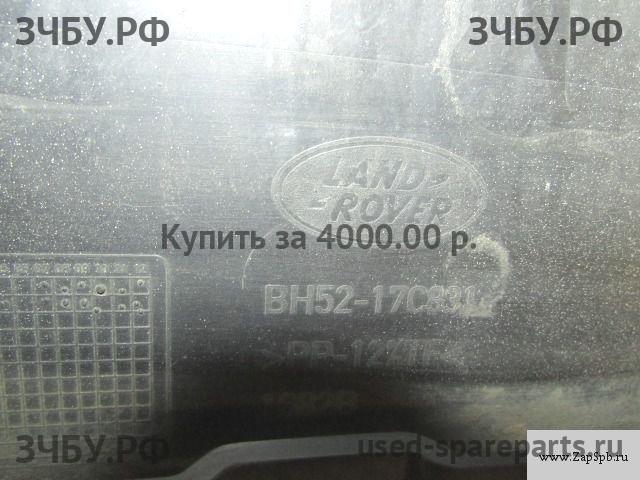 ЗЧБУ.РФ ЗЧБУ.РФ
LAND
ROVER
Купить за 4000.00 р.
BH52-17C831
ЗЧБУ.РФ used-spareparts.ru
www.ZapSpb.ru